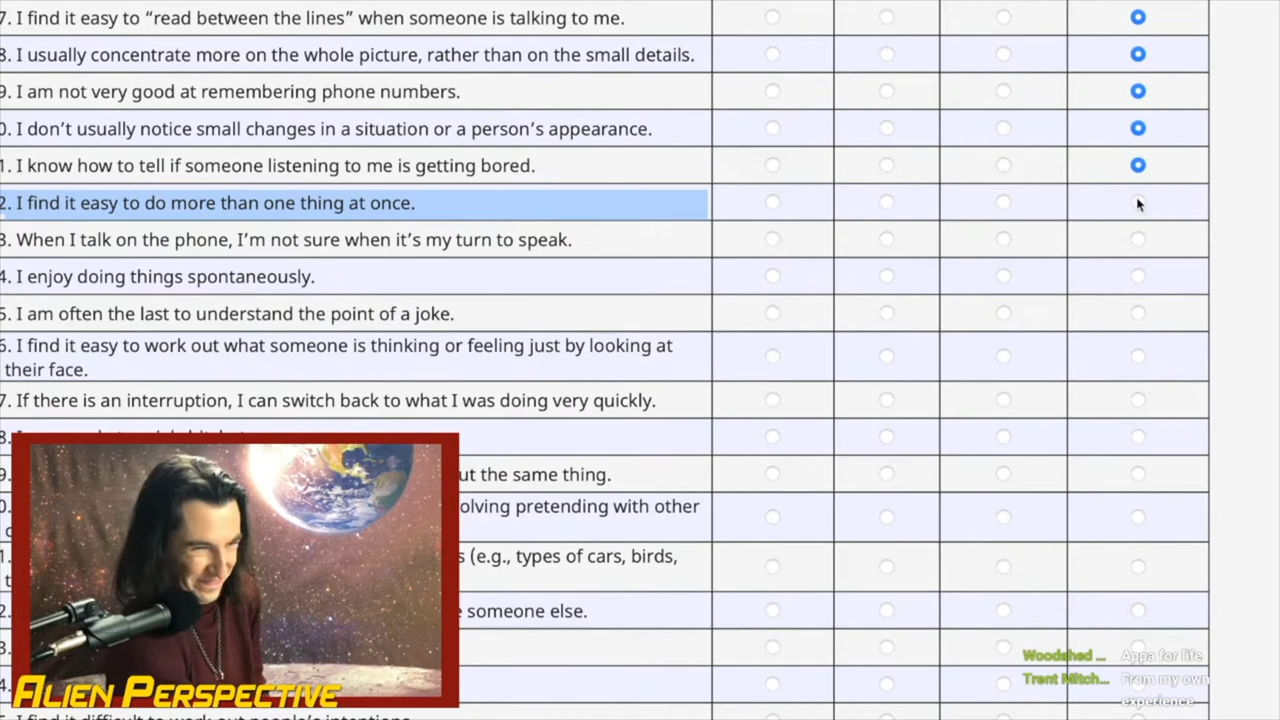 7. I find it easy to “read between the lines” when someone is talking to me.
8. I usually concentrate more on the whole picture, rather than on the small details.
9. I am not very good at remembering phone numbers.
0. I don’t usually notice small changes in a situation or a person’s appearance.
1. I know how to tell if someone listening to me is getting bored.
2. I find it easy to do more than one thing at once.
3. When I talk on the phone, I’m not sure when it’s my turn to speak.
4. I enjoy doing things spontaneously.
5. I am often the last to understand the point of a joke.
6. I find it easy to work out what someone is thinking or feeling just by looking at
their face.
7. If there is an interruption, I can switch back to what I was doing very quickly.
8.
9. ut the same thing.
olving pretending with other
s (e.g., types of cars, birds,
someone else.
Woodshed ... Appa for life
Trent Mitch... From my own
experience
ALIEN PERSPECTIVE
I find it difficult to work out people’s intentions.